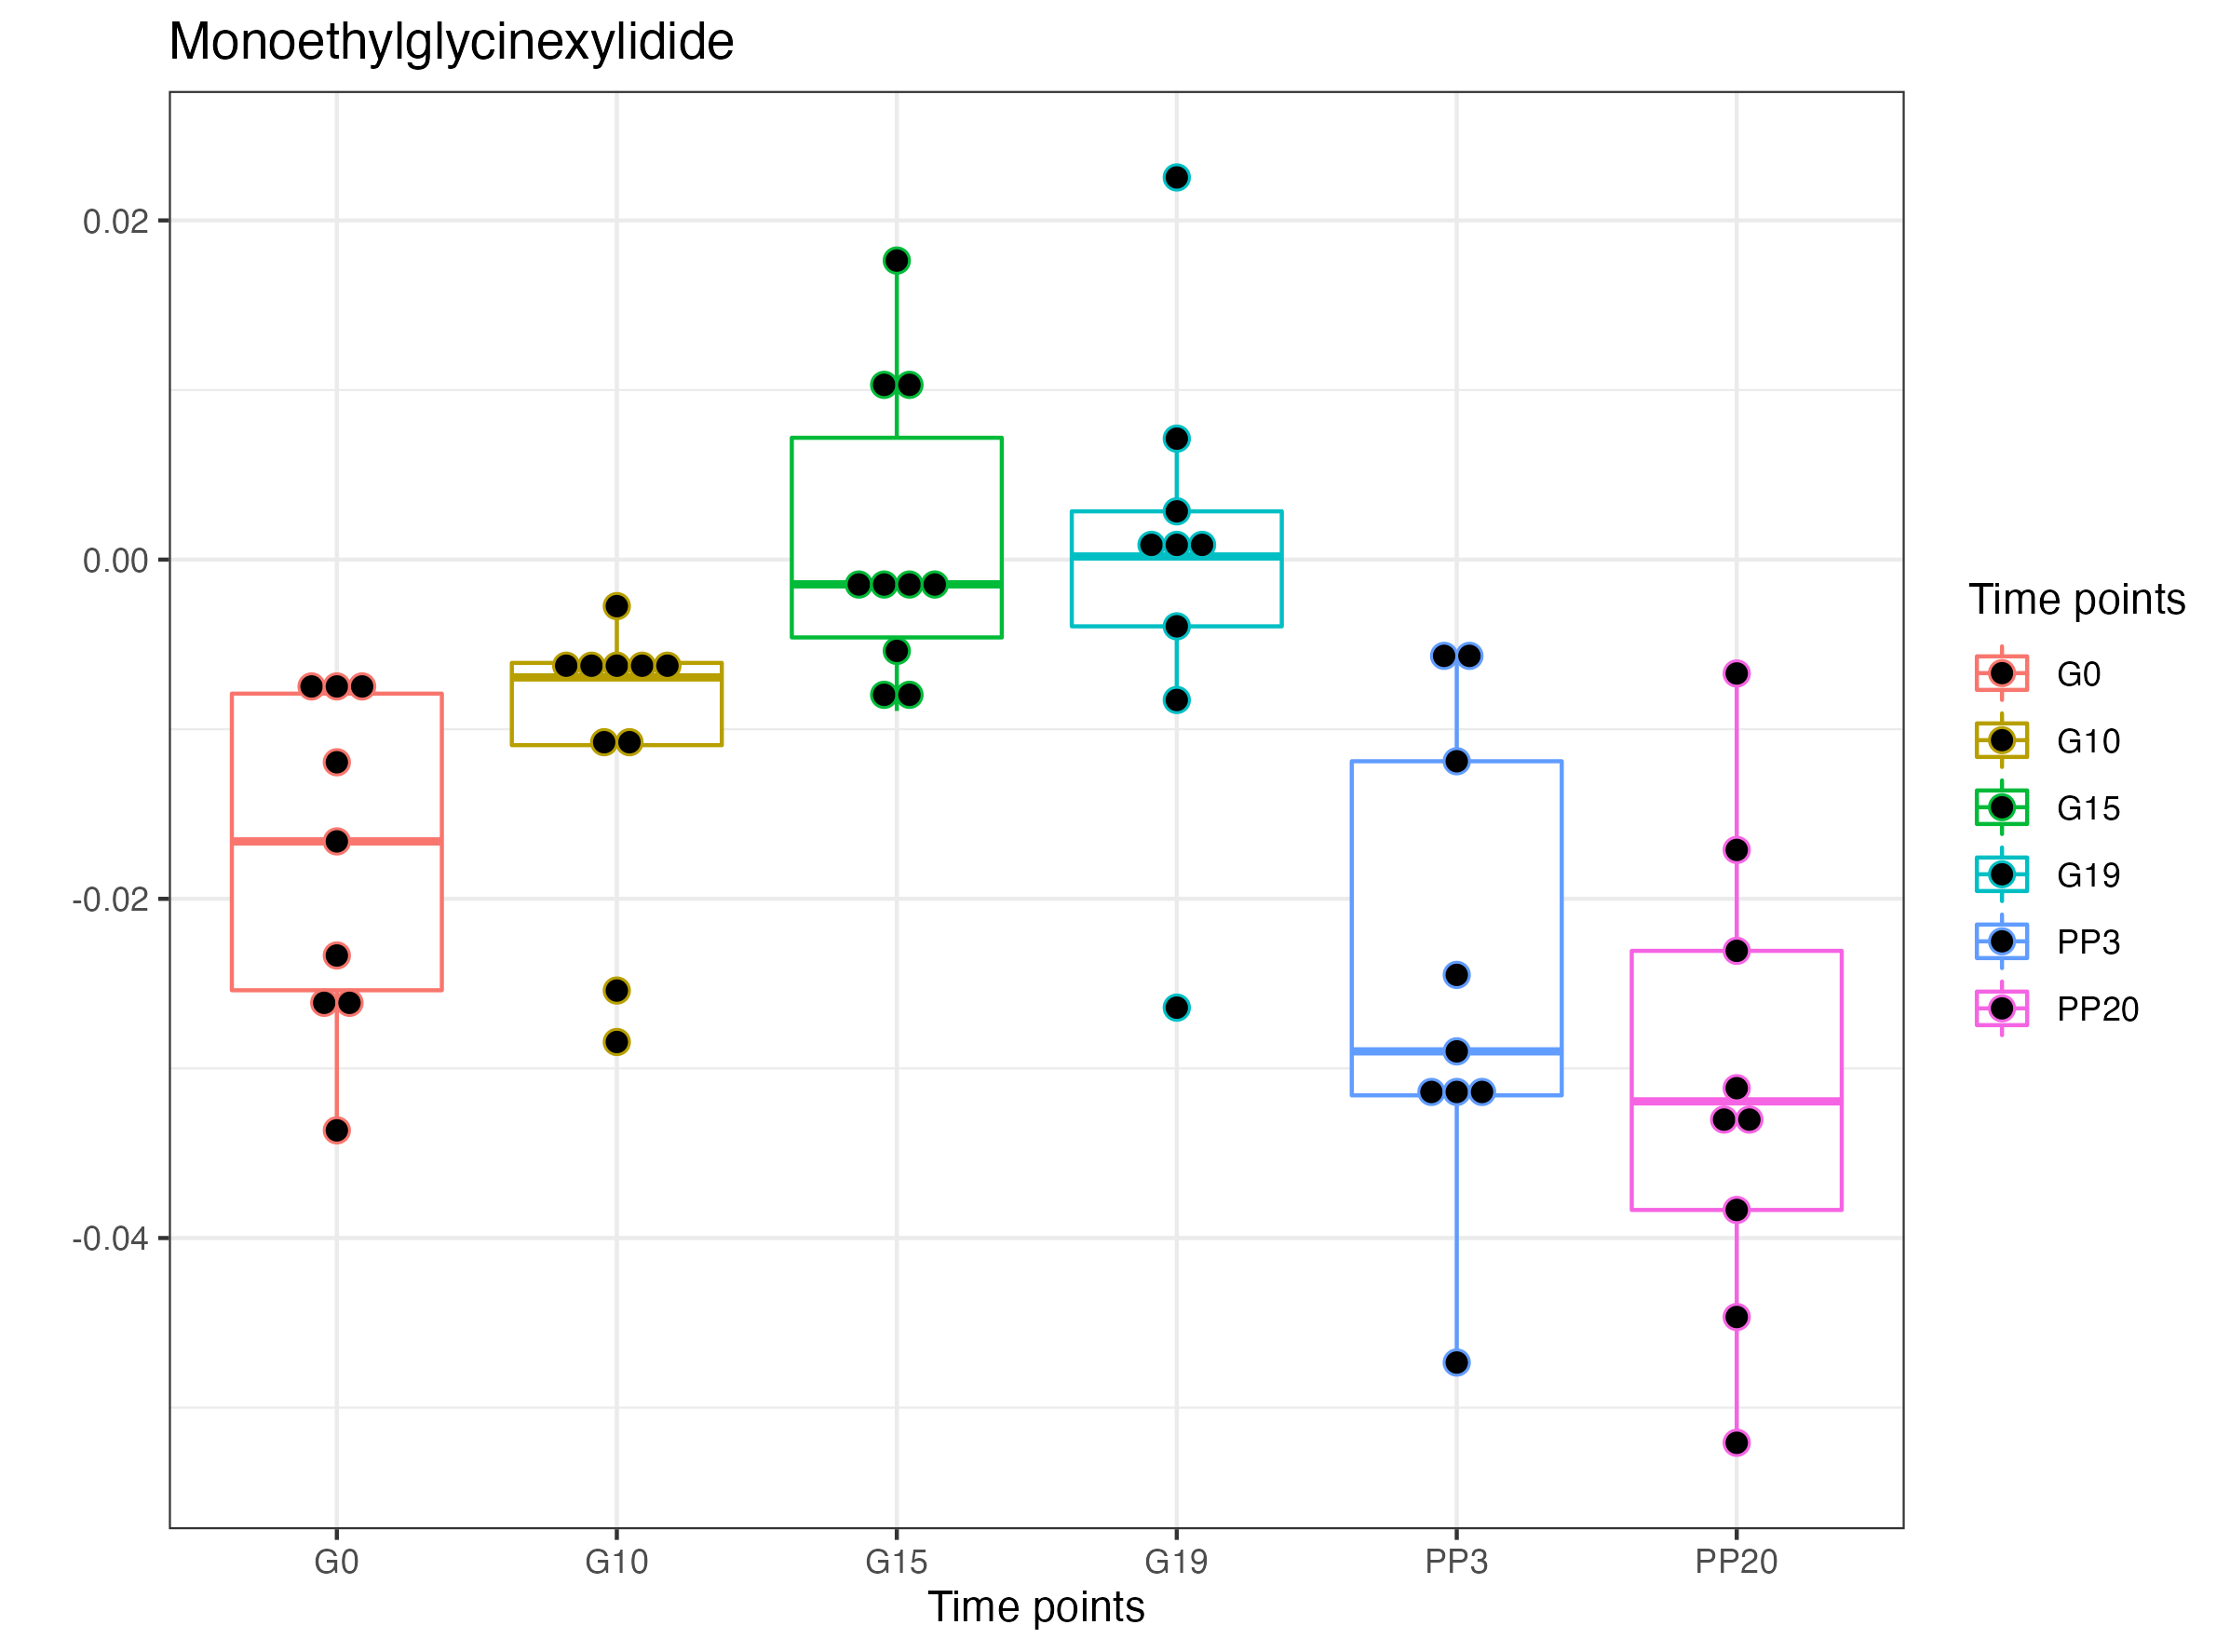 Monoethylglycinexylidide
0.02
0.00
-0.02
-0.04
G0 G10 G15 G19 PP3 PP20
Time points
Time points
G0
G10
G15
G19
PP3
PP20